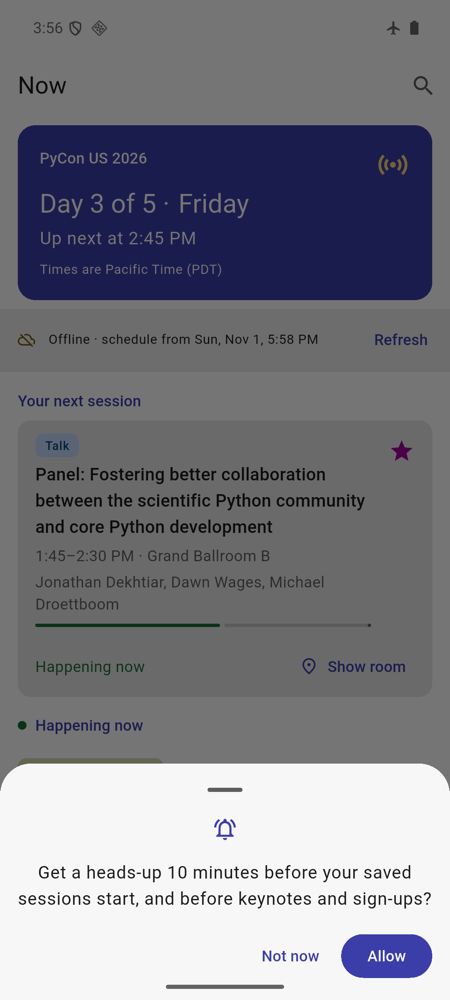 3:56
Now
PyCon US 2026
Day 3 of 5 · Friday
Up next at 2:45 PM
Times are Pacific Time (PDT)
Offline · schedule from Sun, Nov 1, 5:58 PM
Refresh
Your next session
Talk
Panel: Fostering better collaboration
between the scientific Python community
and core Python development
1:45–2:30 PM · Grand Ballroom B
Jonathan Dekhtiar, Dawn Wages, Michael
Droettboom
Happening now
Show room
Happening now
Get a heads-up 10 minutes before your saved
sessions start, and before keynotes and sign-ups?
Not now
Allow